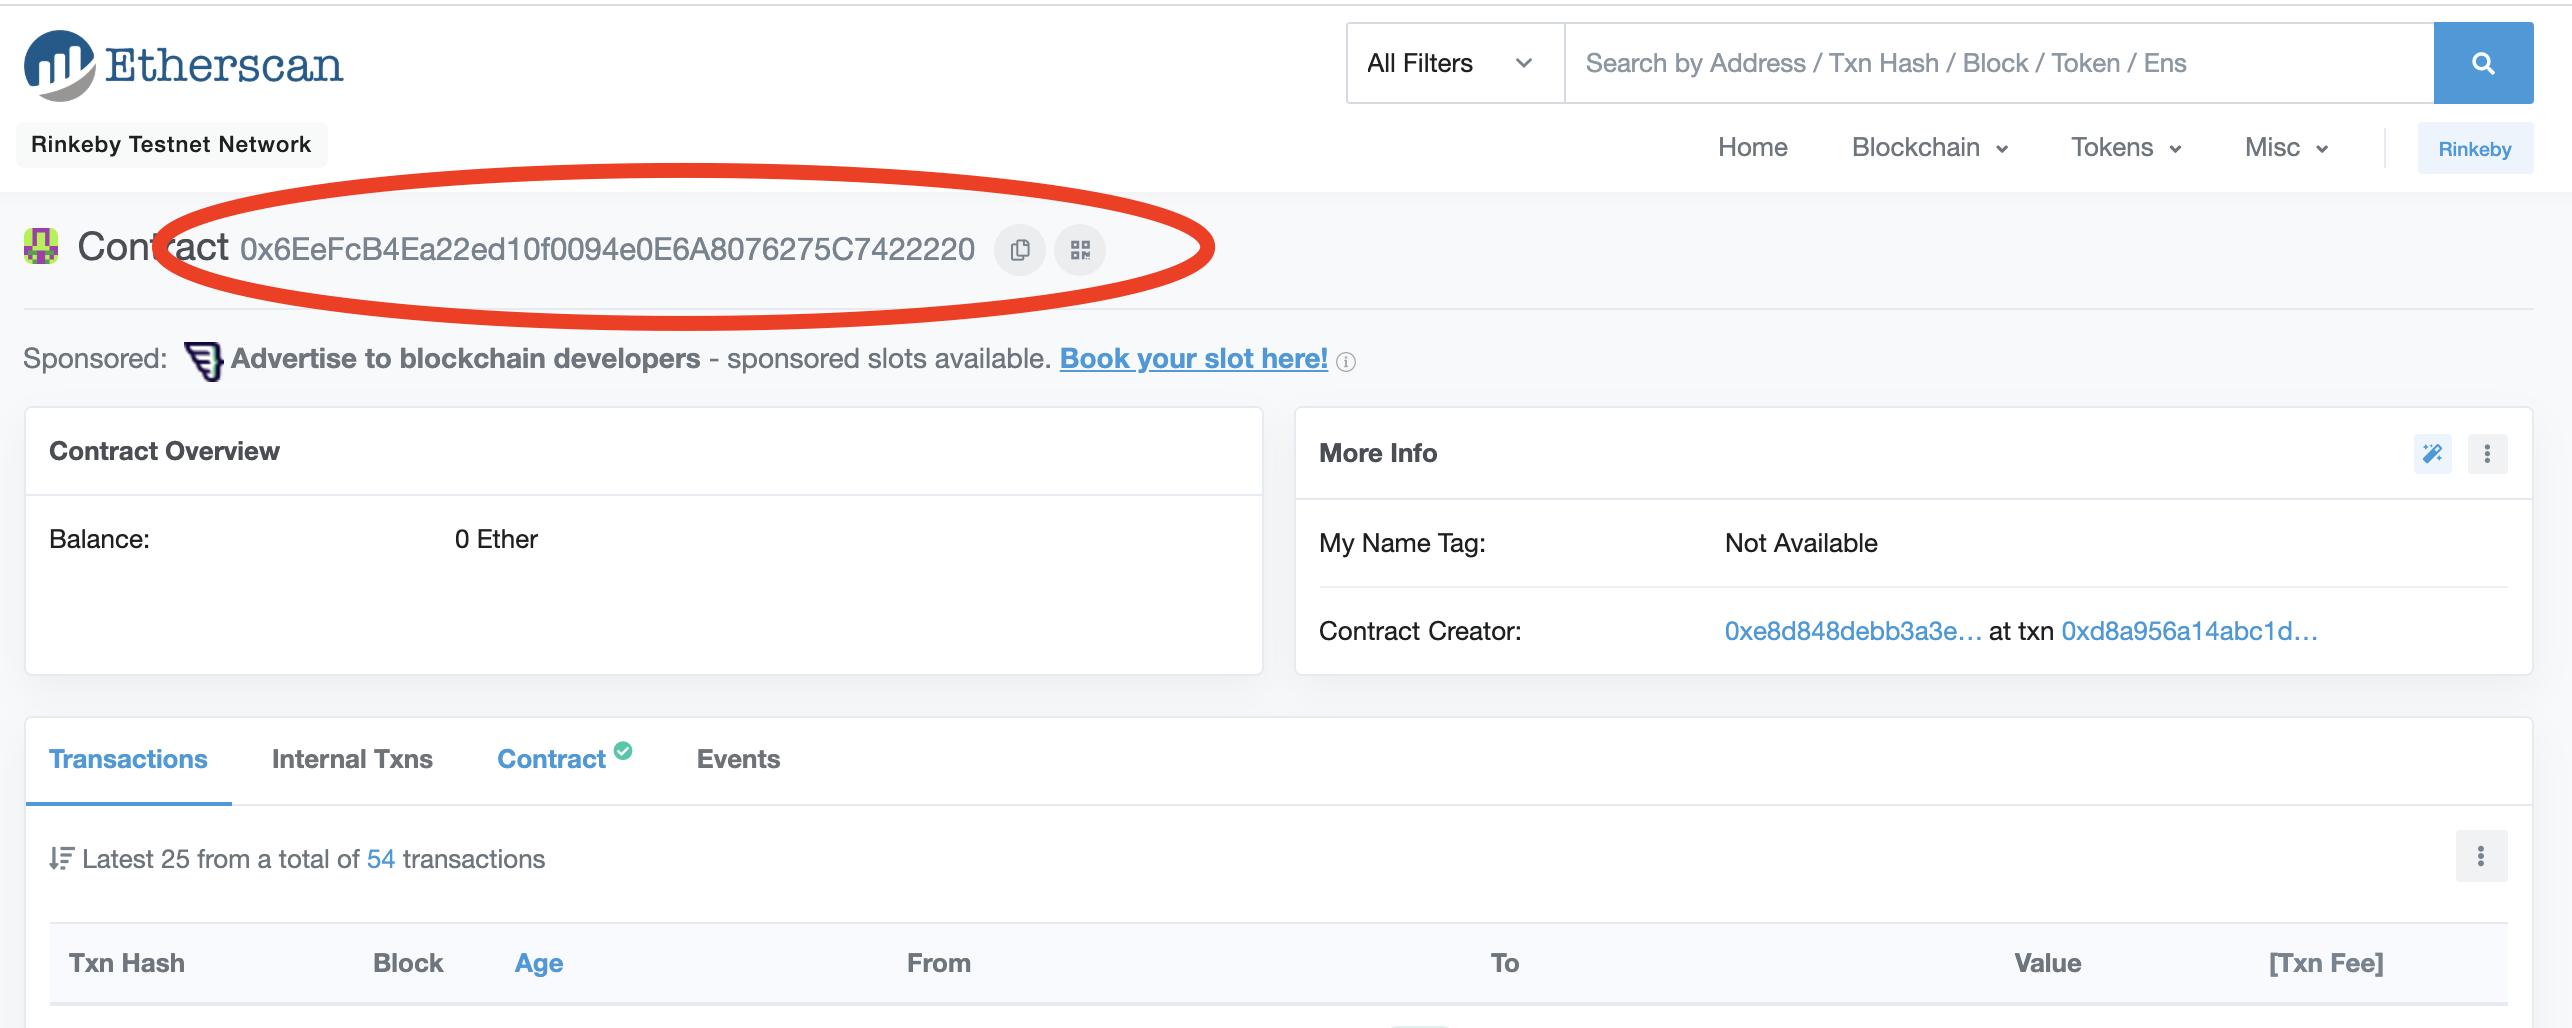 Etherscan
All Filters
Search by Address / Txn Hash / Block / Token / Ens
Rinkeby Testnet Network
Home Blockchain Tokens Misc Rinkeby
Contract 0x6EeFcB4Ea22ed10f0094e0E6A8076275C7422220
Sponsored: Advertise to blockchain developers - sponsored slots available. Book your slot here!
Contract Overview
Balance: 0 Ether
More Info
My Name Tag: Not Available
Contract Creator: 0xe8d848debb3a3e... at txn 0xd8a956a14abc1d...
Transactions Internal Txns Contract Events
Latest 25 from a total of 54 transactions
Txn Hash Block Age From To Value [Txn Fee]